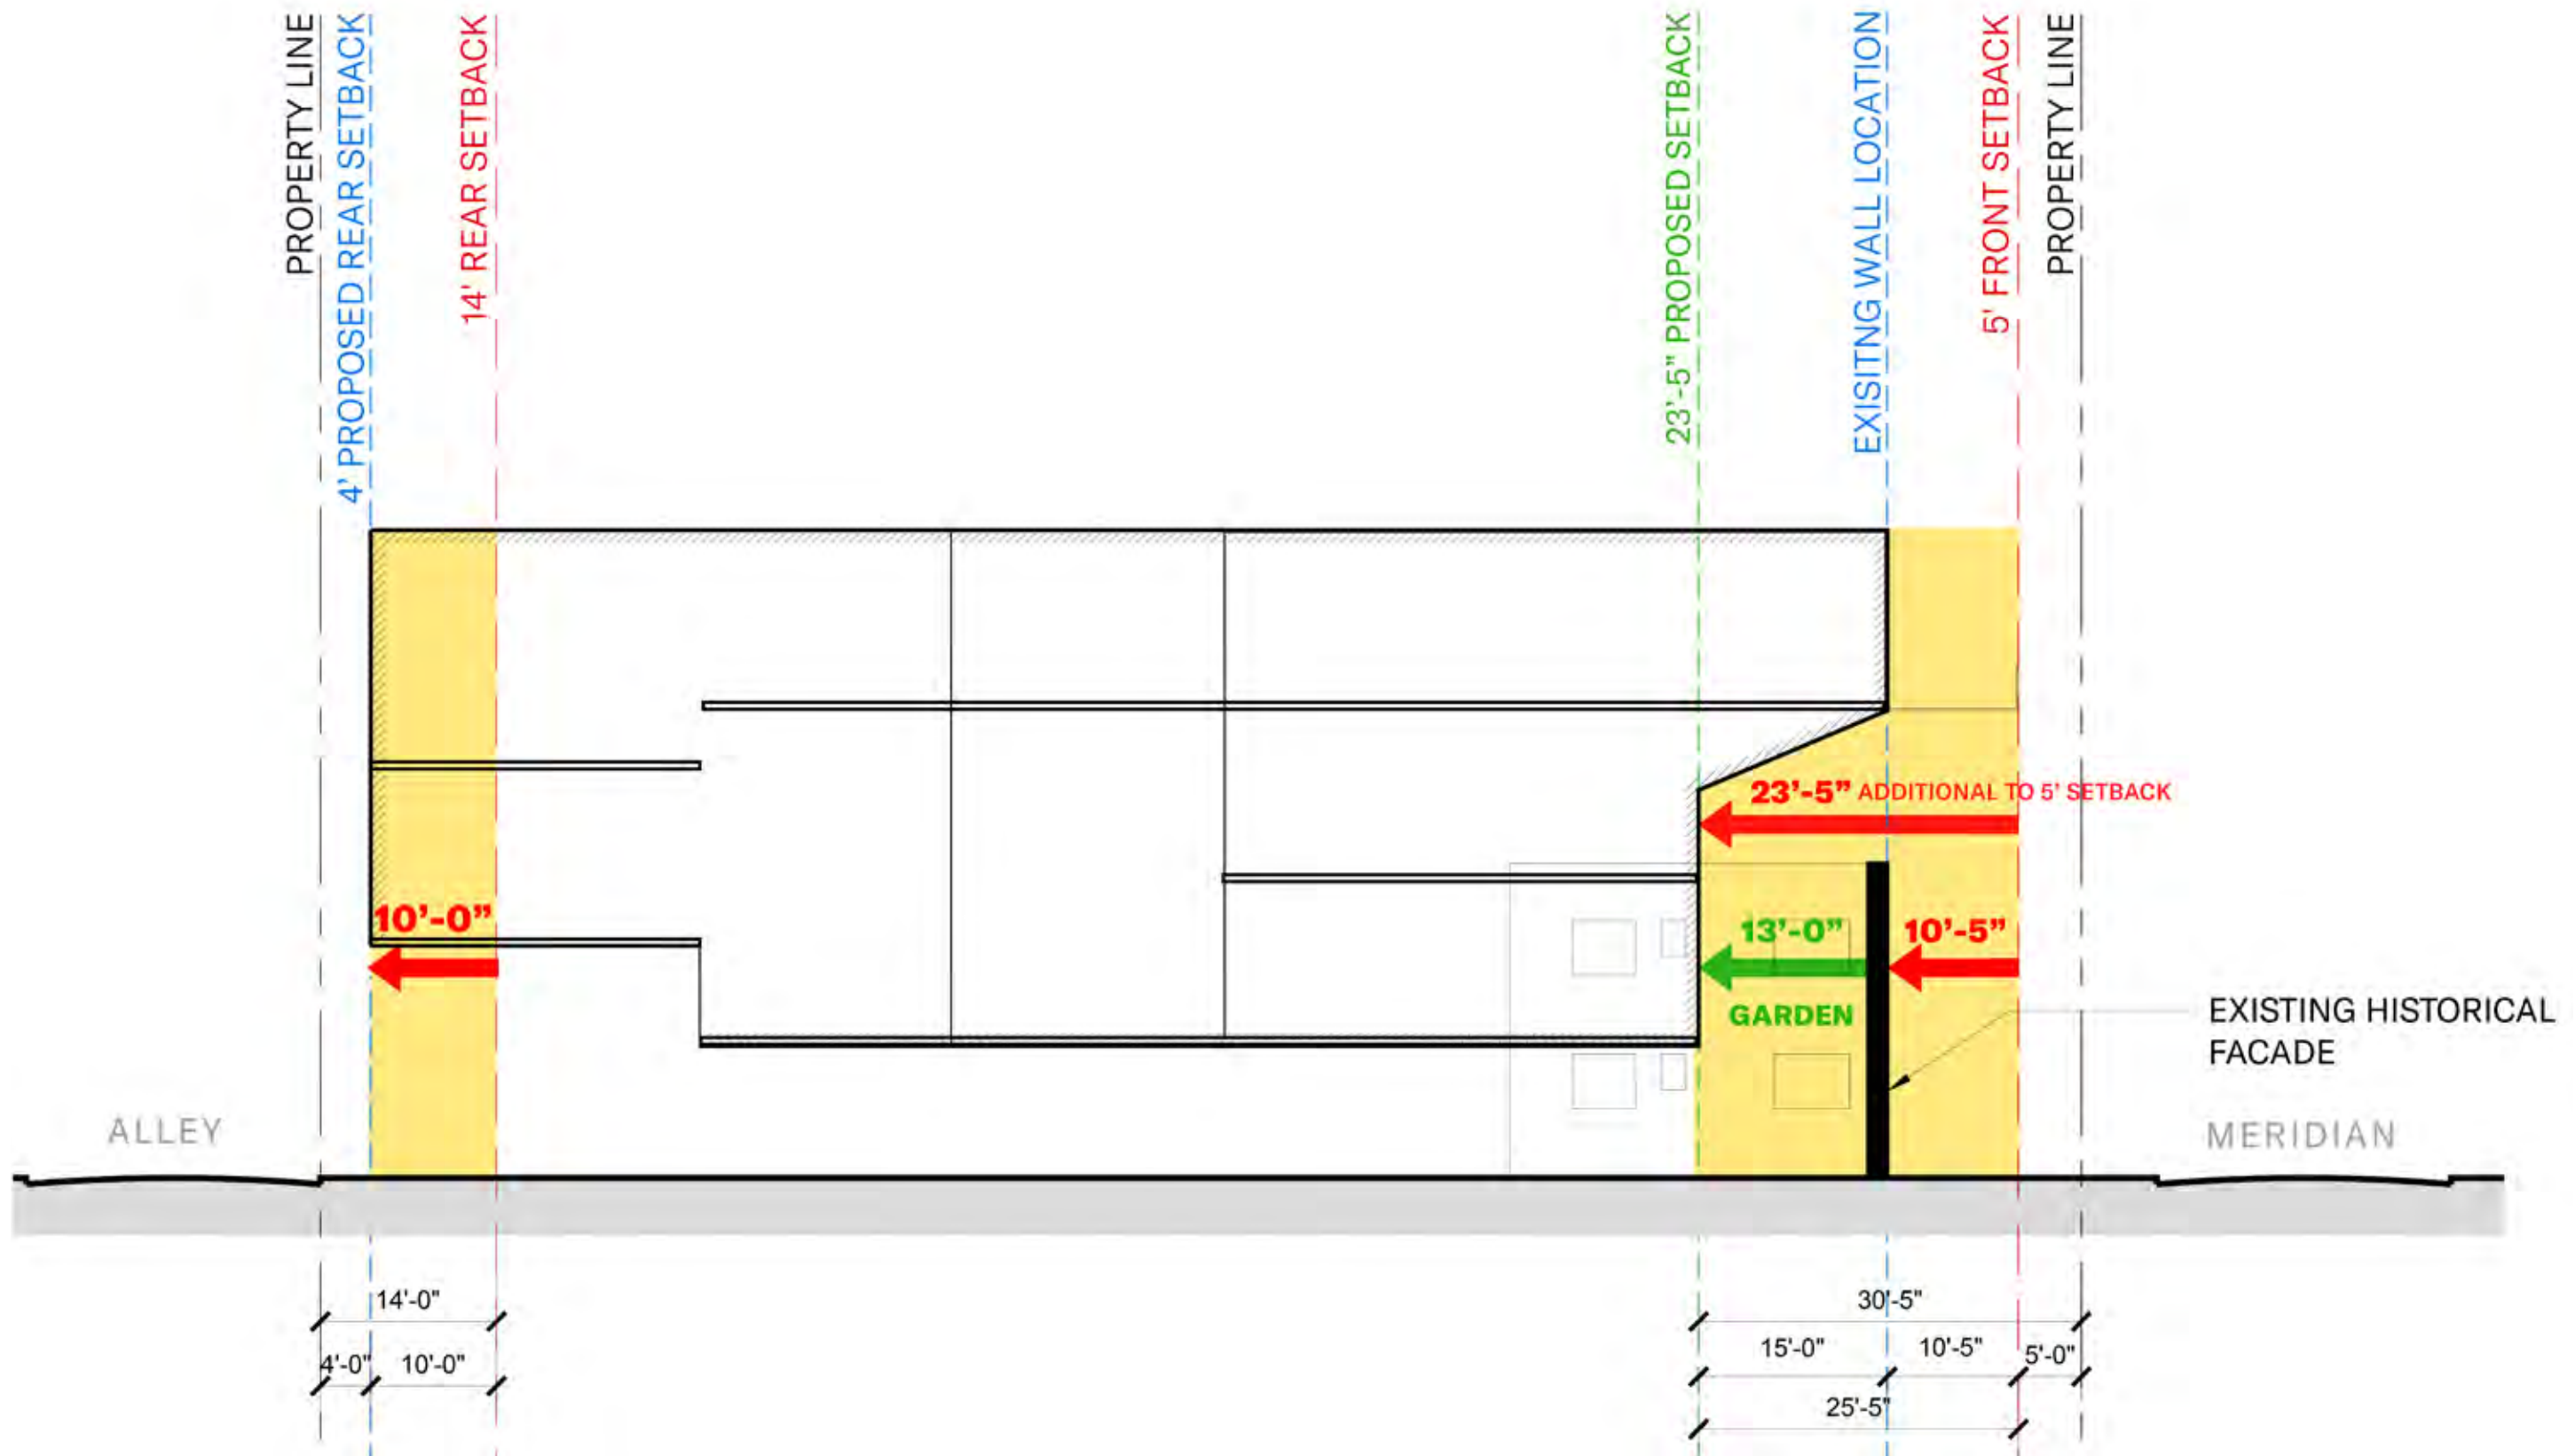 PROPERTY LINE
4' PROPOSED REAR SETBACK
14' REAR SETBACK
23'-5" PROPOSED SETBACK
EXISITNG WALL LOCATION
5' FRONT SETBACK
PROPERTY LINE
23'-5” ADDITIONAL TO 5' SETBACK
10'-0”
13'-0”
10'-5”
GARDEN
EXISTING HISTORICAL
FACADE
ALLEY
MERIDIAN
14'-0"
30'-5"
15'-0"
10'-5"
5'-0"
4'-0"
10'-0"
25'-5"